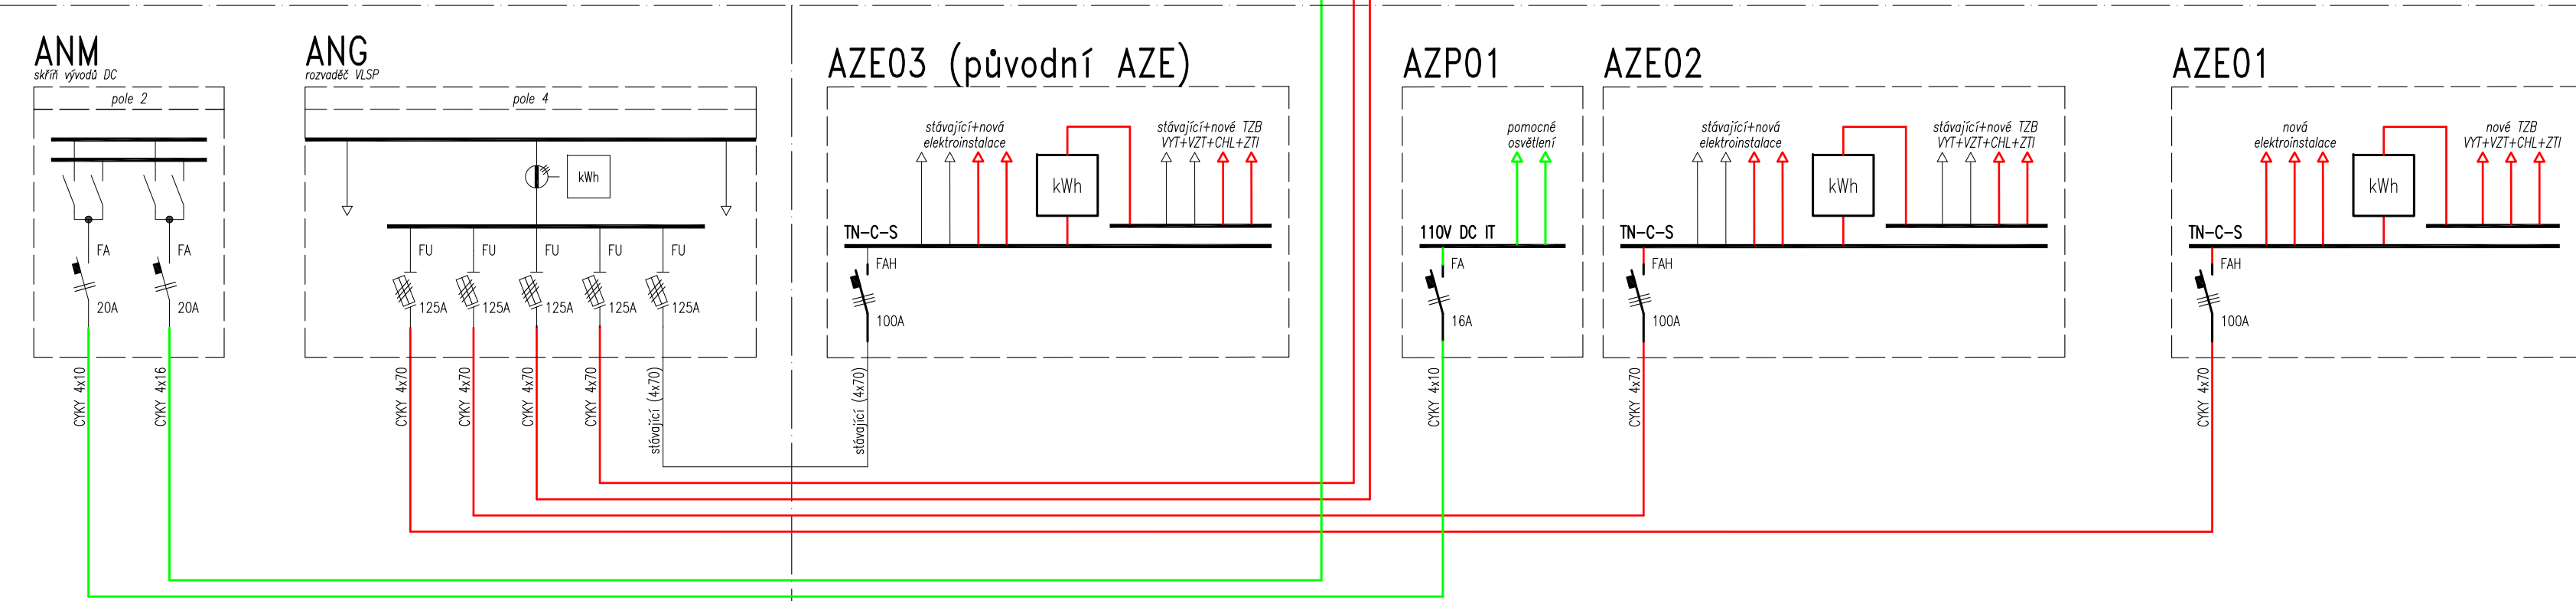 ANM
skříň vývodů DC
pole 2
FA
FA
20A
20A
CYKY 4x10
CYKY 4x16
ANG
rozvaděč VLSP
pole 4
kWh
FU
FU
FU
FU
FU
125A
125A
125A
125A
125A
CYKY 4x70
CYKY 4x70
CYKY 4x70
CYKY 4x70
stávající (4x70)
AZE03 (původní AZE)
stávající+nová
elektroinstalace
kWh
stávající+nové TZB
VYT+VZT+CHL+ZTI
TN-C-S
FAH
100A
stávající (4x70)
AZP01
pomocné
osvětlení
110V DC IT
FA
16A
CYKY 4x10
AZE02
stávající+nová
elektroinstalace
kWh
stávající+nové TZB
VYT+VZT+CHL+ZTI
TN-C-S
FAH
100A
CYKY 4x70
AZE01
nová
elektroinstalace
kWh
nové TZB
VYT+VZT+CHL+ZTI
TN-C-S
FAH
100A
CYKY 4x70